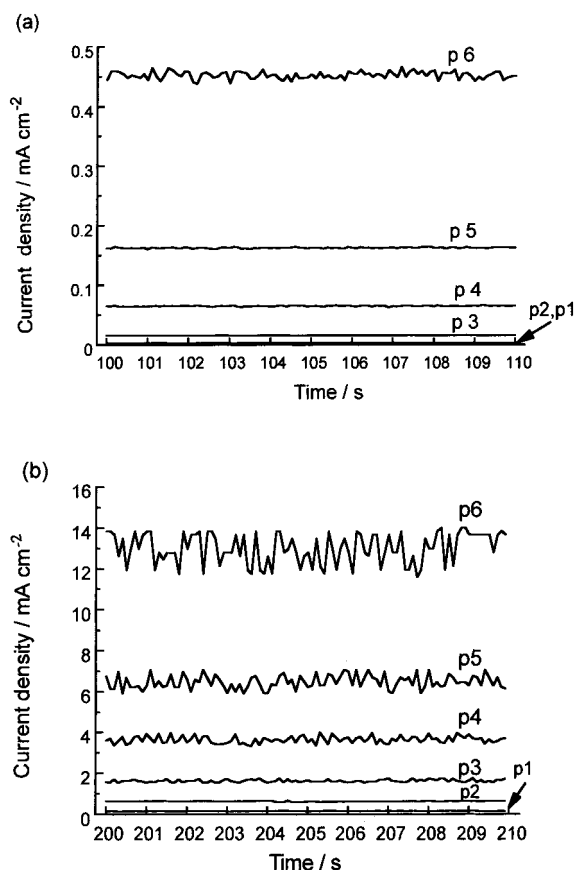 (a)
0.5
0.4
0.3
0.2
0.1
0
Current density / mA cm⁻²
p 6
p 5
p 4
p 3
p2,p1
100 101 102 103 104 105 106 107 108 109 110
Time / s
(b)
16
14
12
10
8
6
4
2
0
Current density / mA cm⁻²
p6
p5
p4
p3
p2
p1
200 201 202 203 204 205 206 207 208 209 210
Time / s